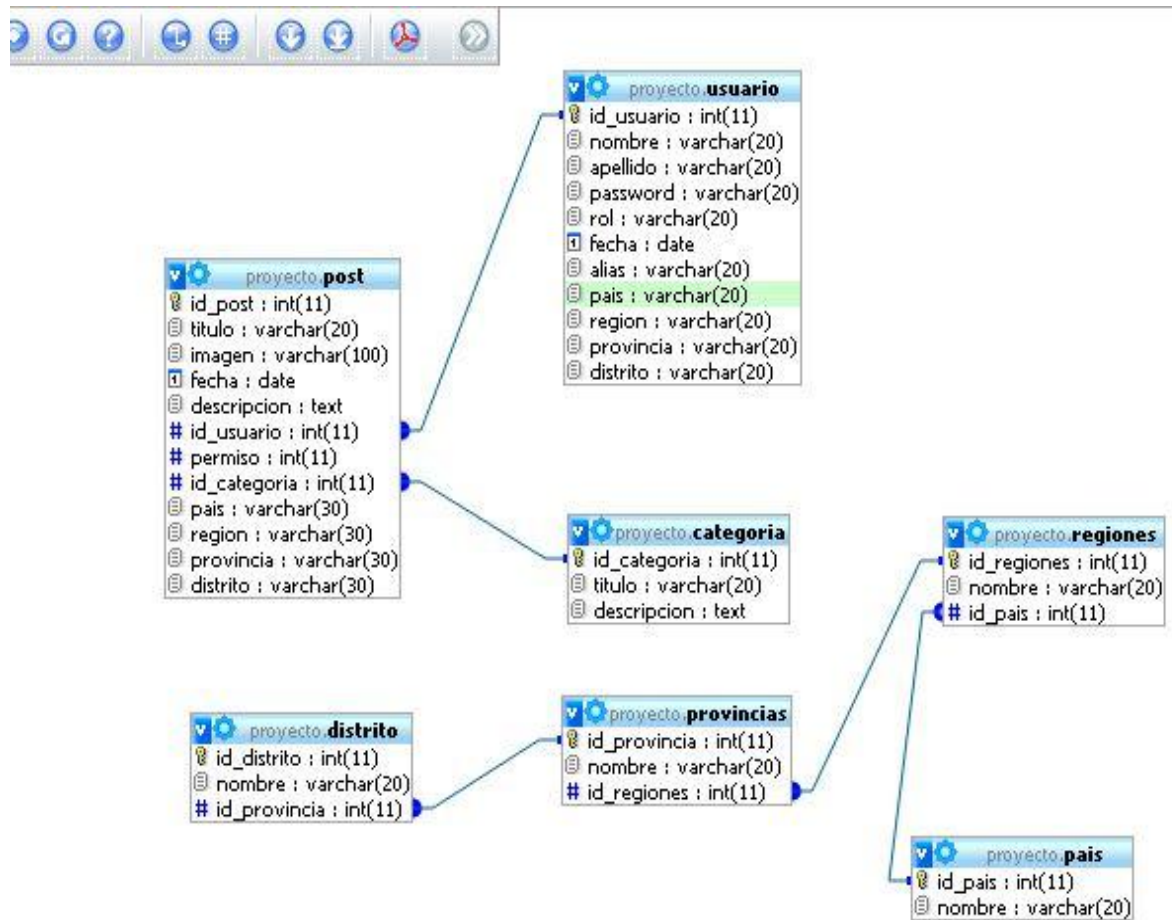 proyecto.usuario
id_usuario : int(11)
nombre : varchar(20)
apellido : varchar(20)
password : varchar(20)
rol : varchar(20)
fecha : date
alias : varchar(20)
pais : varchar(20)
region : varchar(20)
provincia : varchar(20)
distrito : varchar(20)
proyecto.post
id_post : int(11)
titulo : varchar(20)
imagen : varchar(100)
fecha : date
descripcion : text
# id_usuario : int(11)
# permiso : int(11)
# id_categoria : int(11)
pais : varchar(30)
region : varchar(30)
provincia : varchar(30)
distrito : varchar(30)
proyecto.categoria
id_categoria : int(11)
titulo : varchar(20)
descripcion : text
proyecto.regiones
id_regiones : int(11)
nombre : varchar(20)
# id_pais : int(11)
proyecto.distrito
id_distrito : int(11)
nombre : varchar(20)
# id_provincia : int(11)
proyecto.provincias
id_provincia : int(11)
nombre : varchar(20)
# id_regiones : int(11)
proyecto.pais
id_pais : int(11)
nombre : varchar(20)